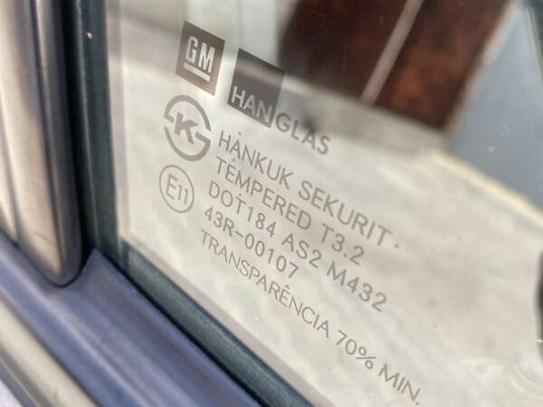 GM
HANGLAS
K
HANKUK SEKURIT
E11
TEMPERED T3.2
DOT184 AS2 M432
43R-00107
TRANSPARÊNCIA 70% MIN.